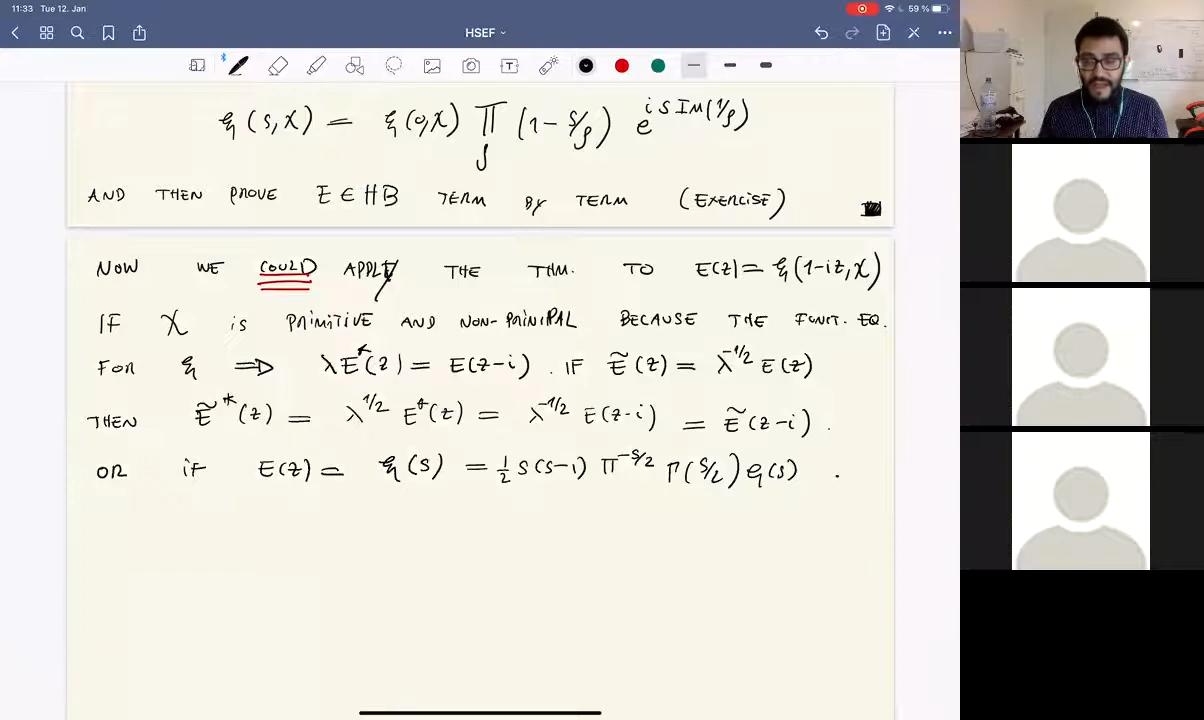 11:33 Tue 12. Jan
59 %
HSEF
ξ(s,χ) = ξ(0,χ) ∏_ρ (1 - s/ρ) e^{i s Im(1/ρ)}
AND THEN PROVE E ∈ HB TERM BY TERM (EXERCISE)
NOW WE COULD APPLY THE THM. TO E(z) = ξ(1-iz,χ)
IF χ is PRIMITIVE AND NON-PRINCIPAL BECAUSE THE FUNCT. EQ.
FOR ξ ⇒ λE*(z) = E(z-i). IF Ẽ(z) = λ^{-1/2} E(z)
THEN Ẽ*(z) = λ^{1/2} E*(z) = λ^{-1/2} E(z-i) = Ẽ(z-i).
OR if E(z) = ξ(s) = 1/2 s(s-1) π^{-s/2} Γ(s/2) ζ(s) .